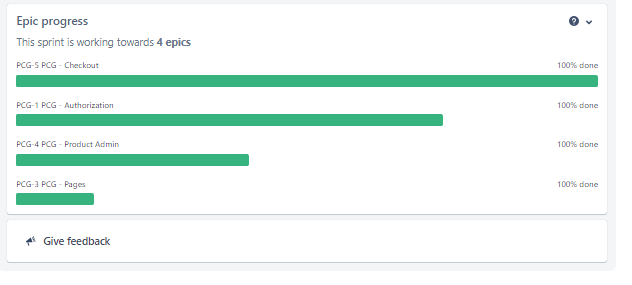 Epic progress
This sprint is working towards 4 epics
PCG-5 PCG - Checkout 100% done
PCG-1 PCG - Authorization 100% done
PCG-4 PCG - Product Admin 100% done
PCG-3 PCG - Pages 100% done
Give feedback